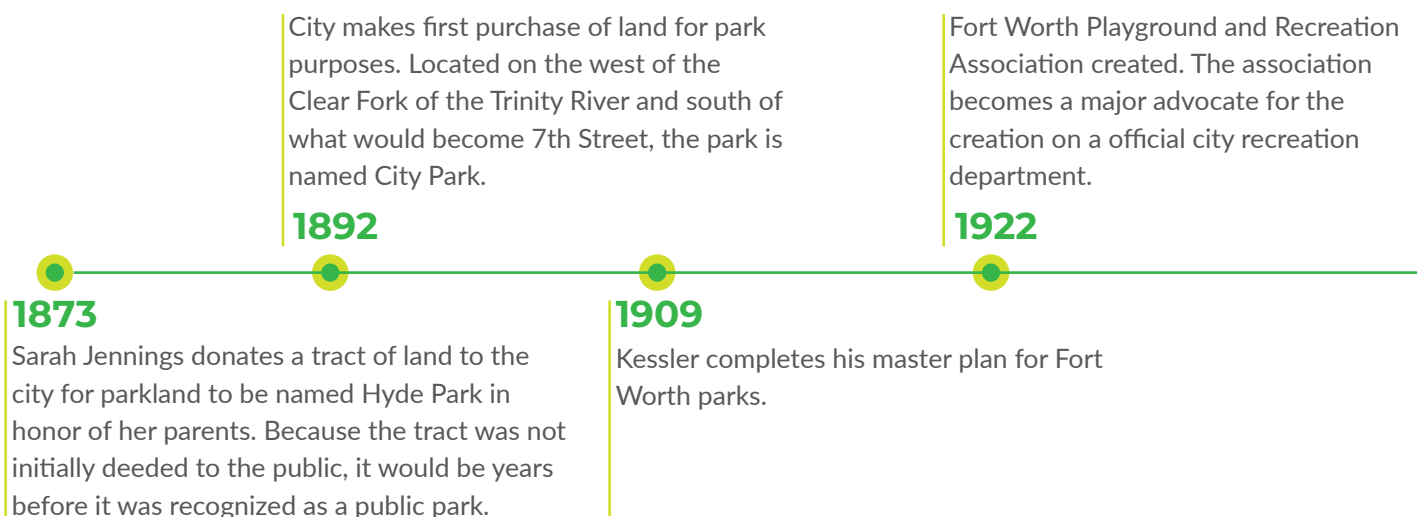 City makes first purchase of land for park
purposes. Located on the west of the
Clear Fork of the Trinity River and south of
what would become 7th Street, the park is
named City Park.
1892
Fort Worth Playground and Recreation
Association created. The association
becomes a major advocate for the
creation on a official city recreation
department.
1922
1873
Sarah Jennings donates a tract of land to the
city for parkland to be named Hyde Park in
honor of her parents. Because the tract was not
initially deeded to the public, it would be years
before it was recognized as a public park.
1909
Kessler completes his master plan for Fort
Worth parks.